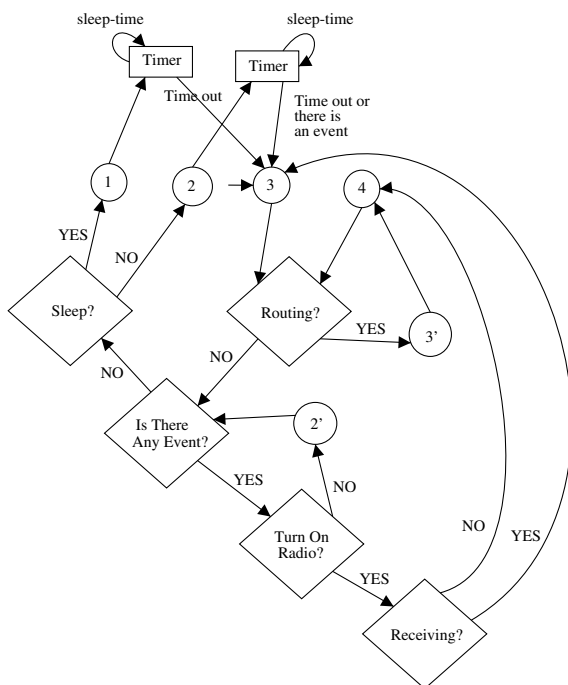 sleep-time
sleep-time
Timer
Timer
Time out
Time out or
there is
an event
1
2
3
4
YES
NO
Sleep?
Routing?
YES
3'
NO
NO
Is There
Any Event?
2'
YES
NO
Turn On
Radio?
NO
YES
YES
Receiving?